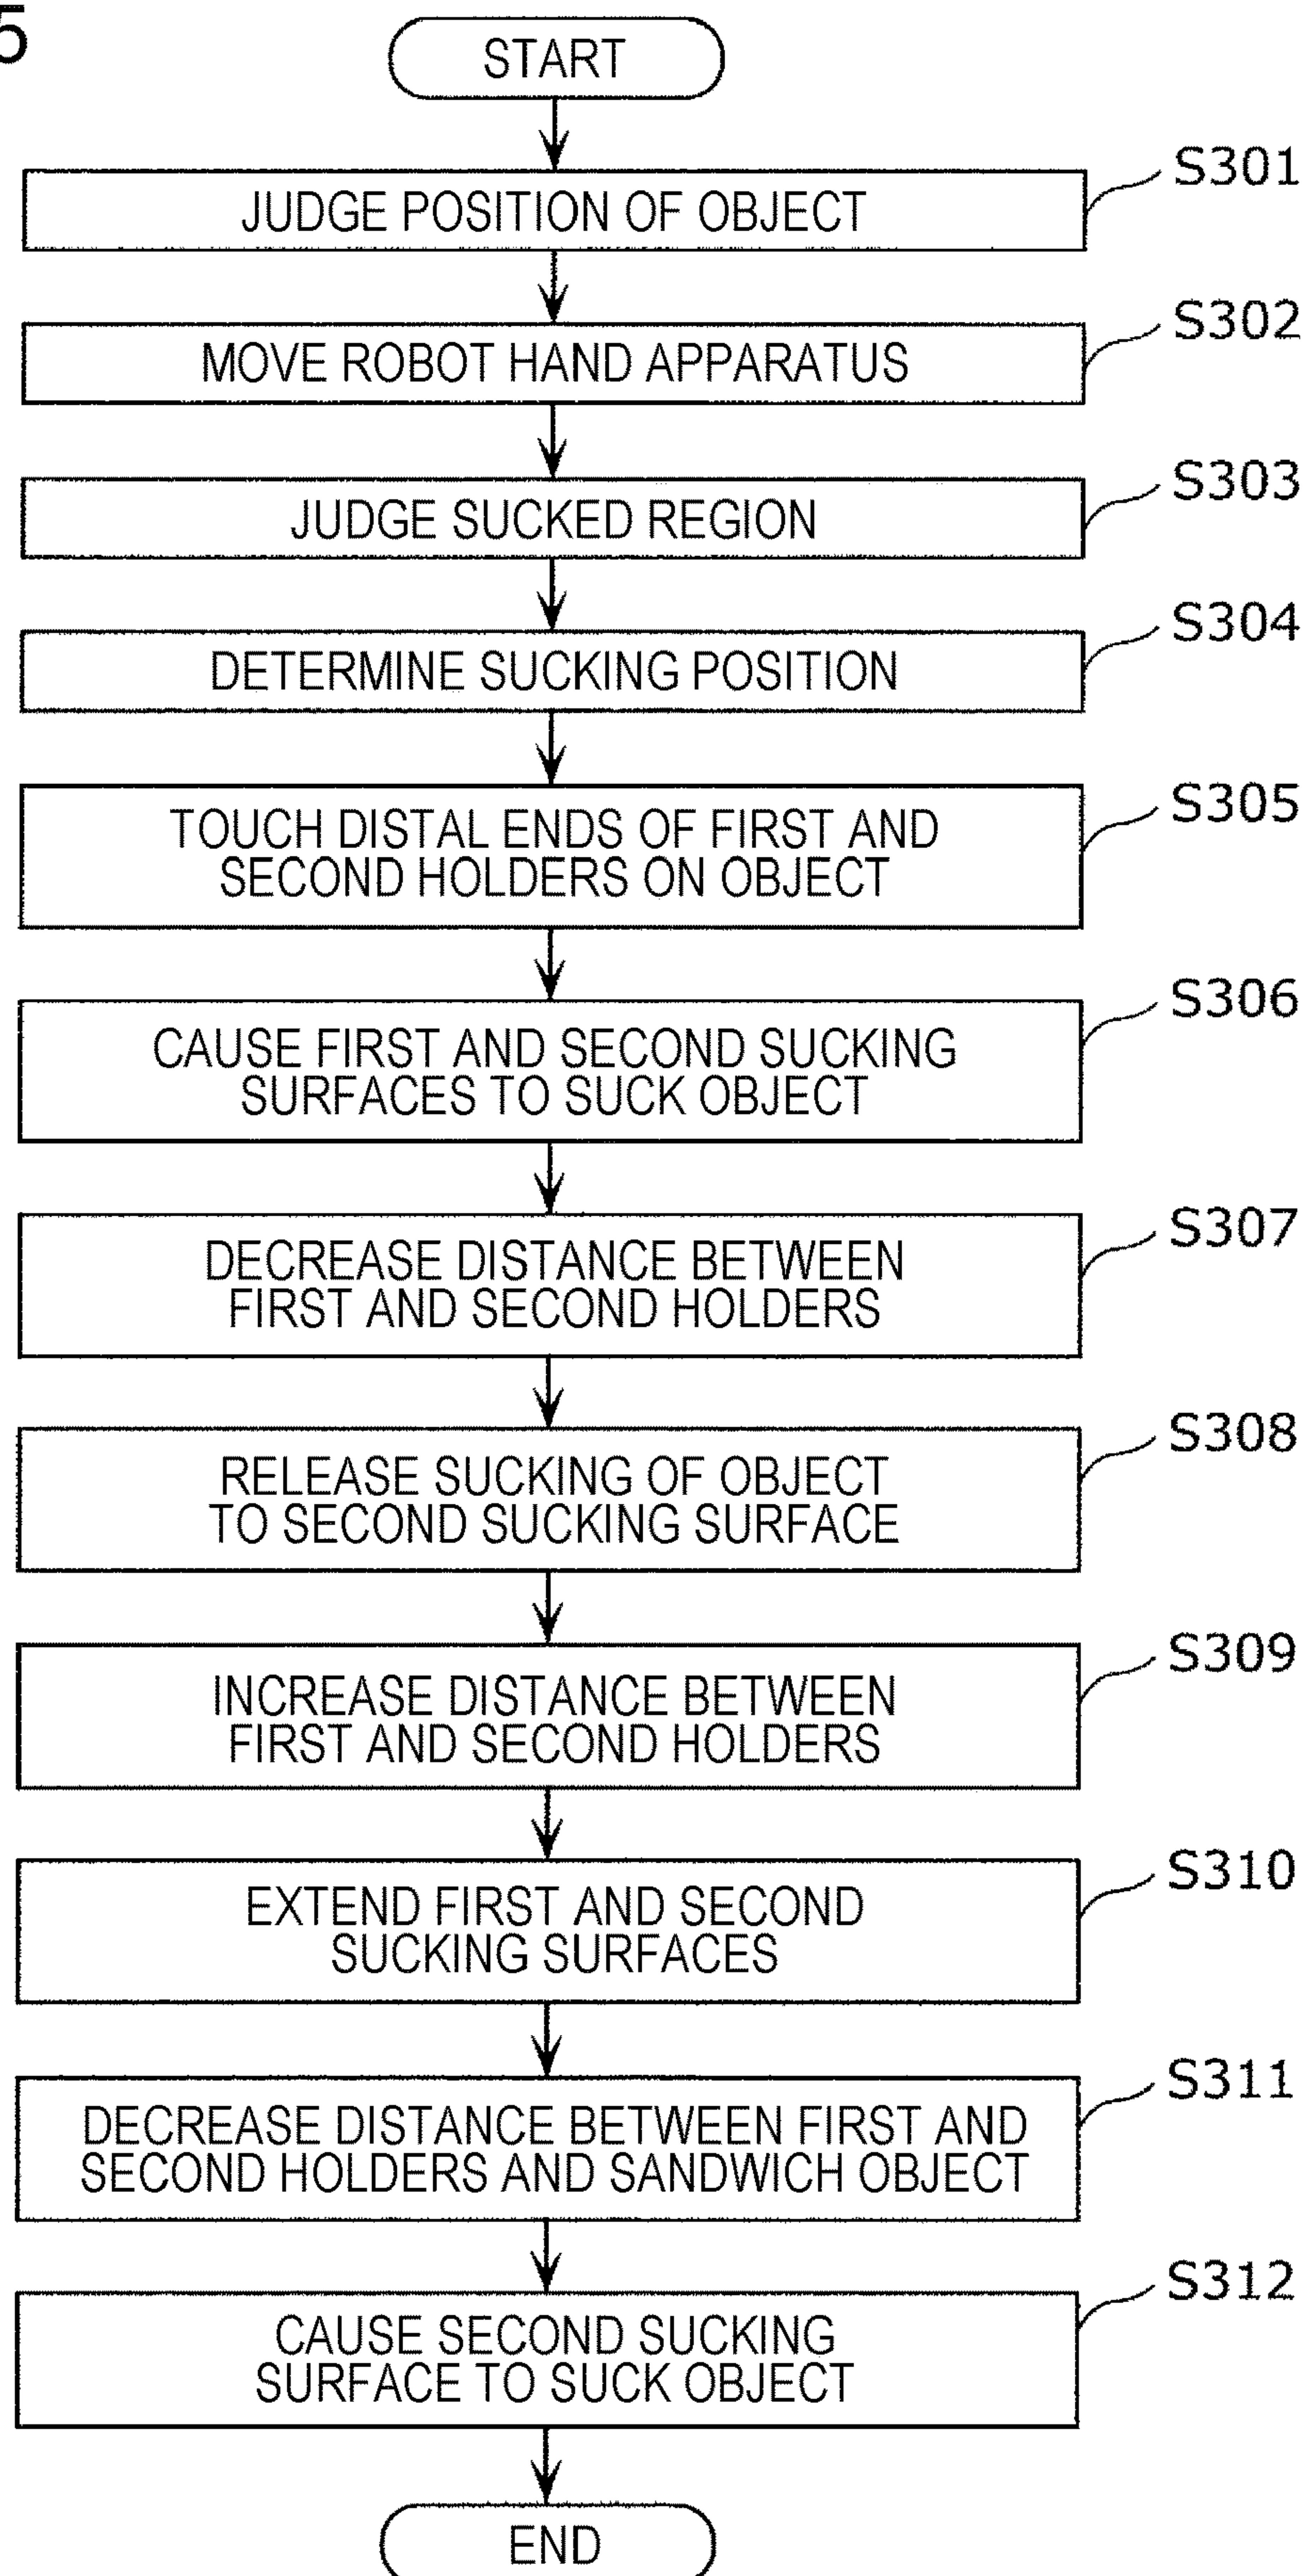 5
START
S301
JUDGE POSITION OF OBJECT
S302
MOVE ROBOT HAND APPARATUS
S303
JUDGE SUCKED REGION
S304
DETERMINE SUCKING POSITION
S305
TOUCH DISTAL ENDS OF FIRST AND
SECOND HOLDERS ON OBJECT
S306
CAUSE FIRST AND SECOND SUCKING
SURFACES TO SUCK OBJECT
S307
DECREASE DISTANCE BETWEEN
FIRST AND SECOND HOLDERS
S308
RELEASE SUCKING OF OBJECT
TO SECOND SUCKING SURFACE
S309
INCREASE DISTANCE BETWEEN
FIRST AND SECOND HOLDERS
S310
EXTEND FIRST AND SECOND
SUCKING SURFACES
S311
DECREASE DISTANCE BETWEEN FIRST AND
SECOND HOLDERS AND SANDWICH OBJECT
S312
CAUSE SECOND SUCKING
SURFACE TO SUCK OBJECT
END